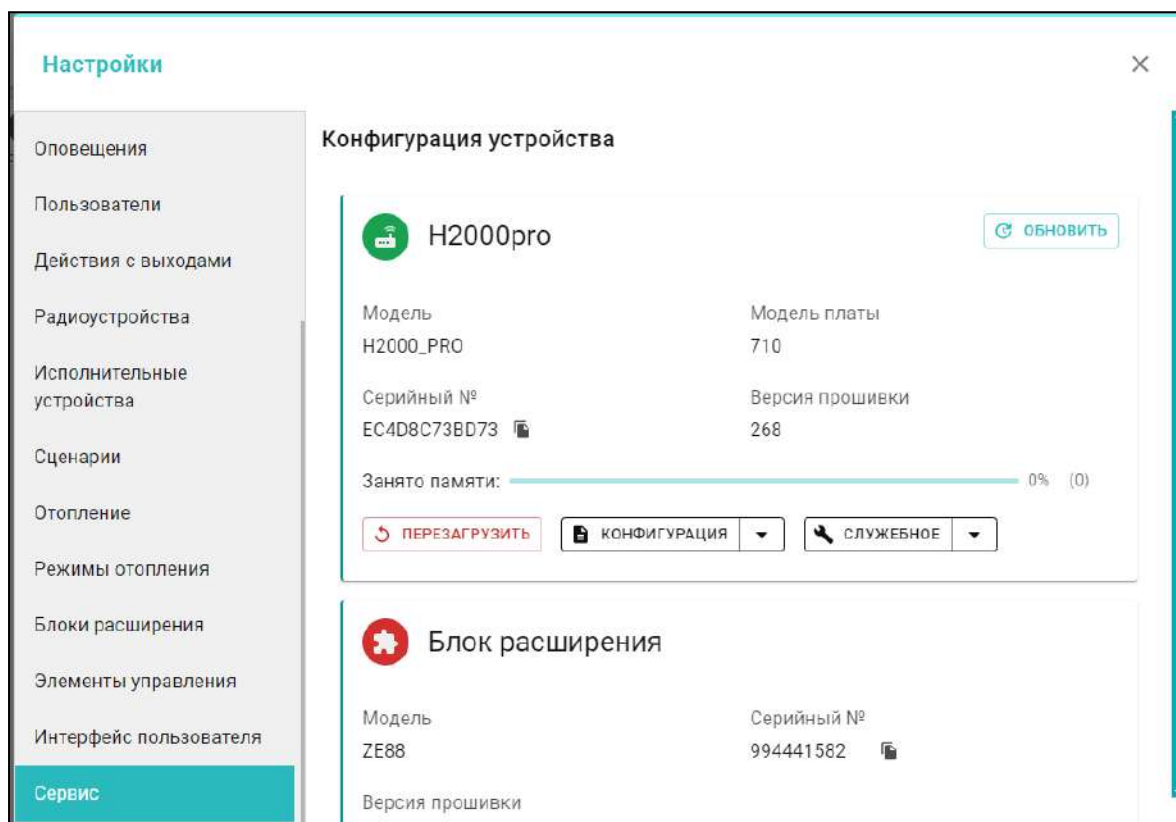 Настройки
Оповещения
Пользователи
Действия с выходами
Радиоустройства
Исполнительные
устройства
Сценарии
Отопление
Режимы отопления
Блоки расширения
Элементы управления
Интерфейс пользователя
Сервис
Конфигурация устройства
H2000pro
ОБНОВИТЬ
Модель
Модель платы
H2000_PRO
710
Серийный №
Версия прошивки
EC4D8C73BD73
268
Занято памяти:
0% (0)
ПЕРЕЗАГРУЗИТЬ
КОНФИГУРАЦИЯ
СЛУЖЕБНОЕ
Блок расширения
Модель
Серийный №
ZE88
994441582
Версия прошивки